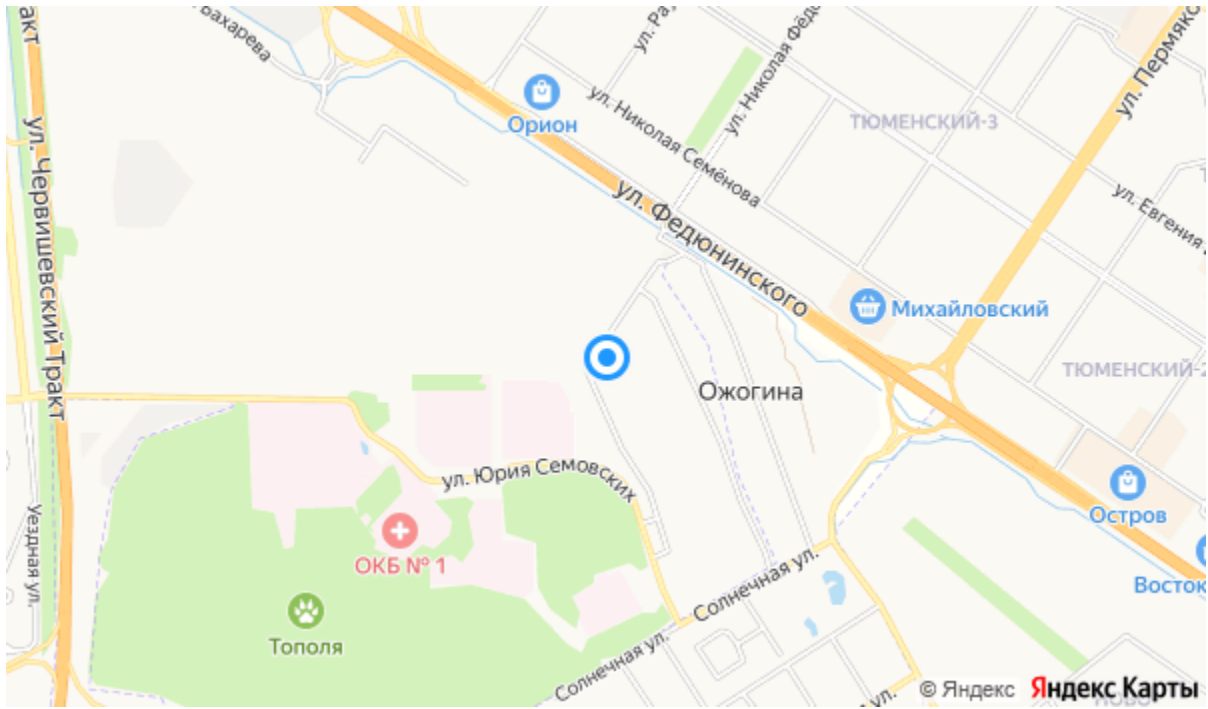 акт
Бахарева
ул. Ра
ул. Николая Фёдо
ул. Пермяко
Орион
ул. Николая Семёнова
ТЮМЕНСКИЙ-3
ул. Червишевский Тракт
ул. Федюнинского
ул. Евгения
Михайловский
ТЮМЕНСКИЙ-2
Ожогина
ул. Юрия Семовских
Остров
Уездная ул.
ОКБ № 1
Восток
Солнечная ул.
Тополя
Солнечная ул.
ул.
© Яндекс Яндекс Карты